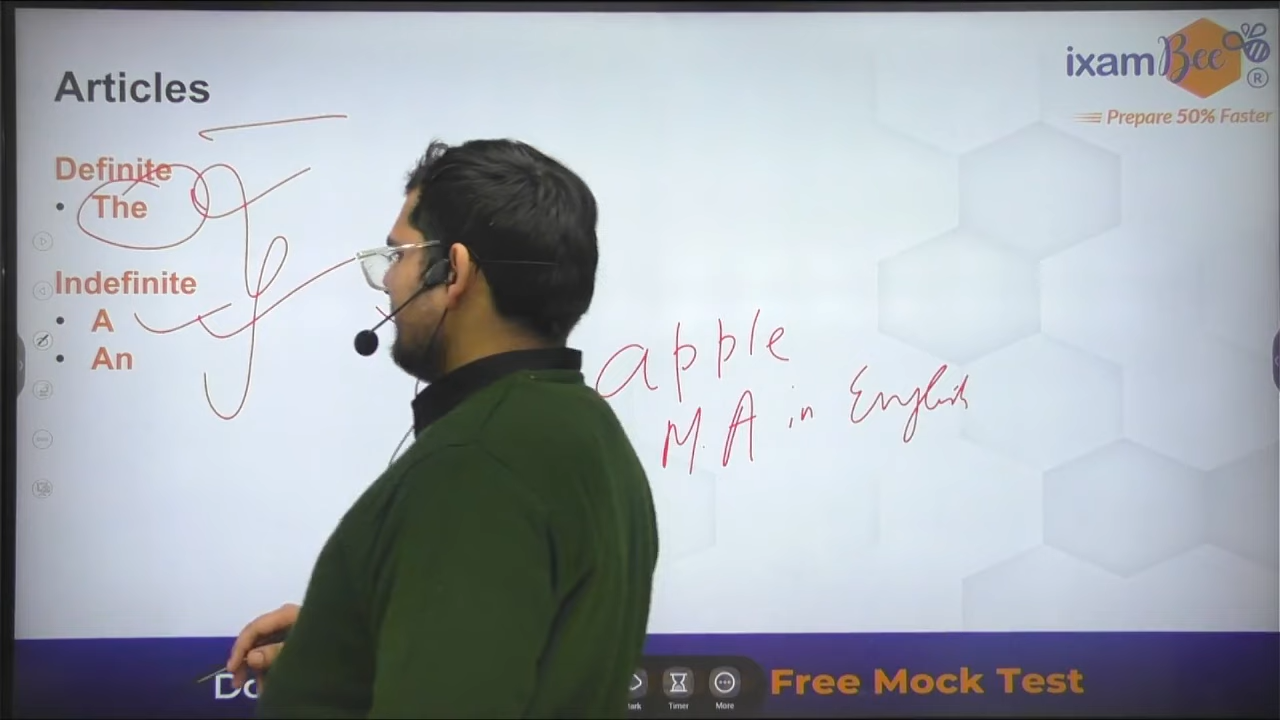 Articles
ixamBee
®
Prepare 50% Faster
Definite
• The
Indefinite
• A
• An
apple
M.A in English
Timer
More
Free Mock Test